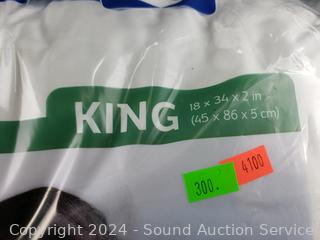 KING
18 x 34 x 2 in
(45 x 86 x 5 cm)
4100
300.
Copyright 2024 - Sound Auction Service